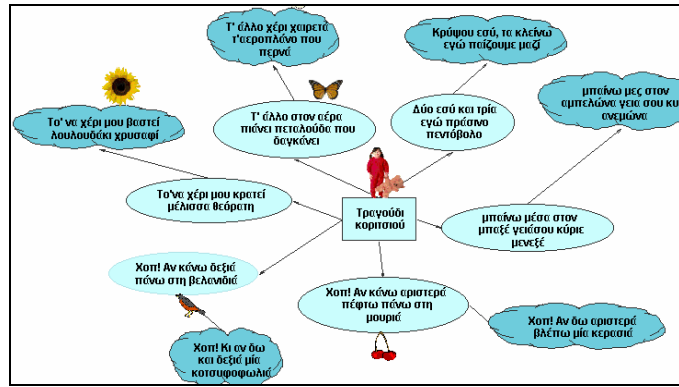 Τ' άλλο χέρι χαιρετά
τ'αεροπλάνο που
περνά
Κρύψου εσύ, τα κλείνω
εγώ παίζουμε μαζί
μπαίνω μες στον
αμπελώνα γεια σου κυ
ανεμώνα
Το' να χέρι μου βαστεί
λουλουδάκι χρυσαφί
Τ' άλλο στον αέρα
πιάνει πεταλούδα που
δαγκάνει
Δύο εσύ και τρία
εγώ πράσινο
πεντόβολο
Το'να χέρι μου κρατεί
μέλισσα θεόρατη
Τραγούδι
κοριτσιού
μπαίνω μέσα στον
μπαξέ γειάσου κύριε
μενεξέ
Χοπ! Αν κάνω δεξιά
πάνω στη βελανιδιά
Χοπ! Αν κάνω αριστερά
πέφτω πάνω στη
μουριά
Χοπ! Αν δω αριστερά
βλέπω μία κερασιά
Χοπ! Κι αν δω
και δεξιά μία
κοτσυφοφωλιά